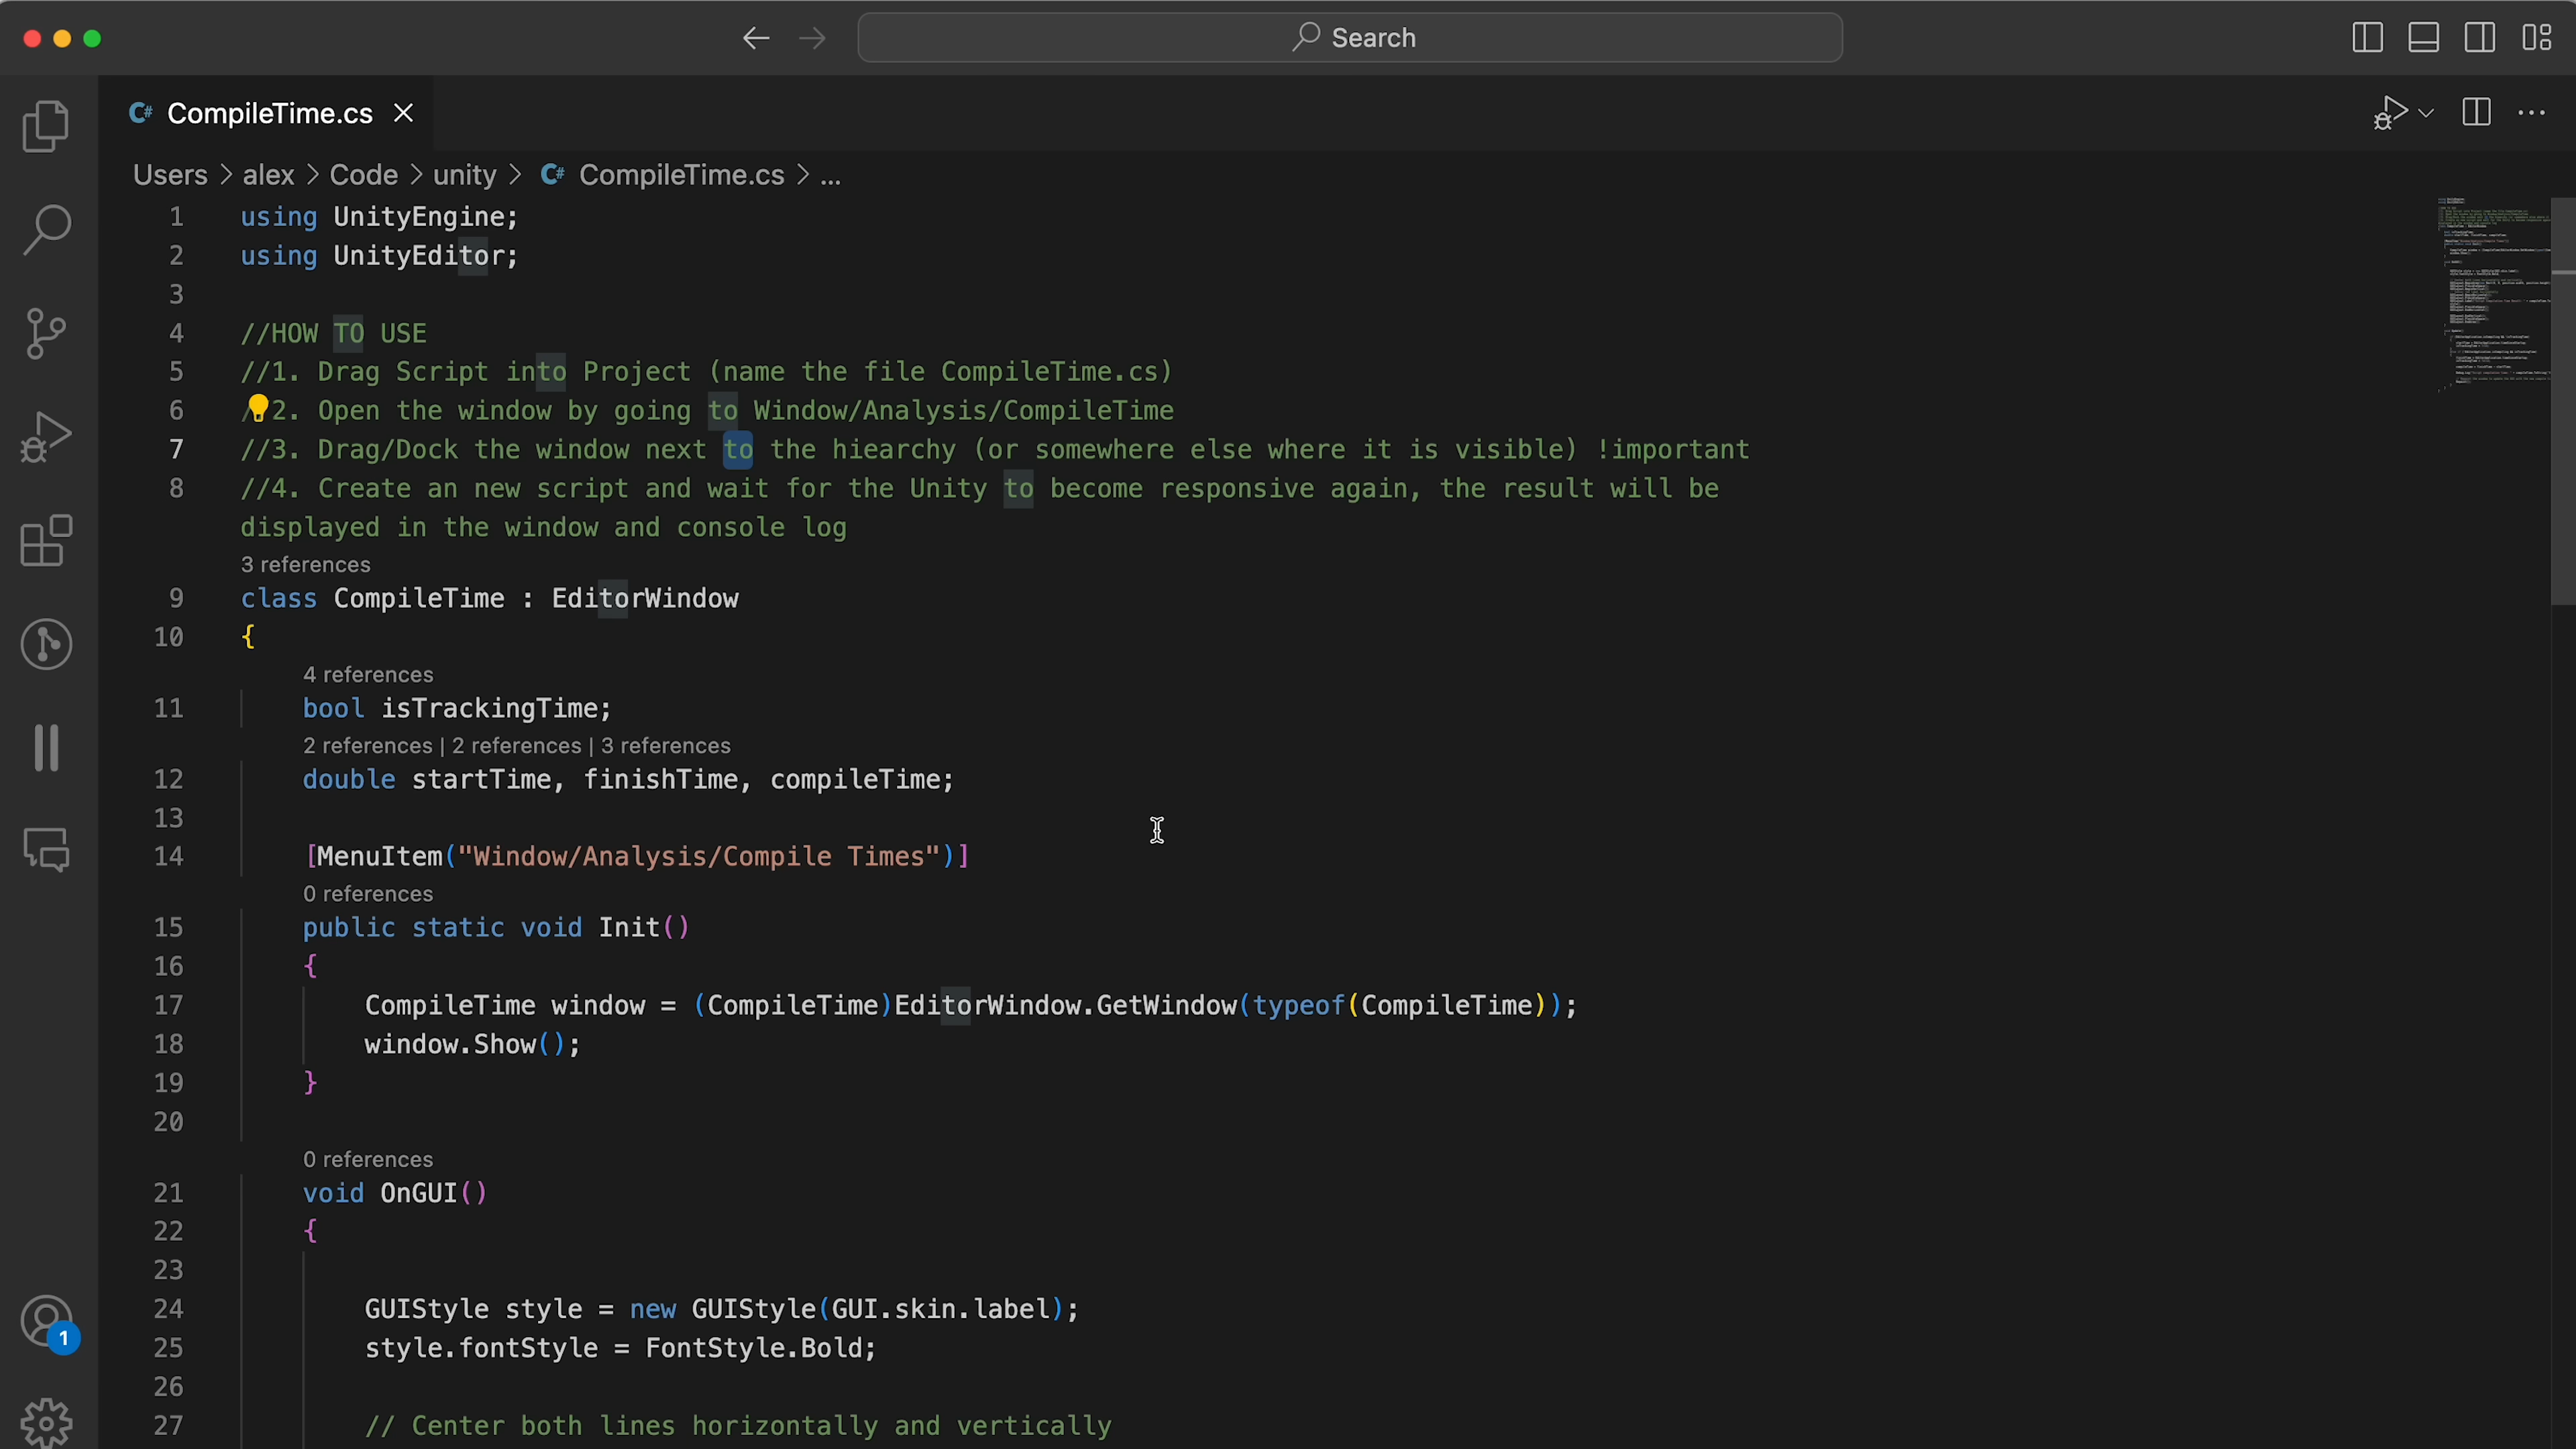 Search
CompileTime.cs
Users > alex > Code > unity > C# CompileTime.cs > ...
1 using UnityEngine;
2 using UnityEditor;
3
4 //HOW TO USE
5 //1. Drag Script into Project (name the file CompileTime.cs)
6 //2. Open the window by going to Window/Analysis/CompileTime
7 //3. Drag/Dock the window next to the hiearchy (or somewhere else where it is visible) !important
8 //4. Create an new script and wait for the Unity to become responsive again, the result will be
displayed in the window and console log
3 references
9 class CompileTime : EditorWindow
10 {
4 references
11 bool isTrackingTime;
2 references | 2 references | 3 references
12 double startTime, finishTime, compileTime;
13
14 [MenuItem("Window/Analysis/Compile Times")]
0 references
15 public static void Init()
16 {
17 CompileTime window = (CompileTime)EditorWindow.GetWindow(typeof(CompileTime));
18 window.Show();
19 }
20
0 references
21 void OnGUI()
22 {
23
24 GUIStyle style = new GUIStyle(GUI.skin.label);
25 style.fontStyle = FontStyle.Bold;
26
27 // Center both lines horizontally and vertically
1